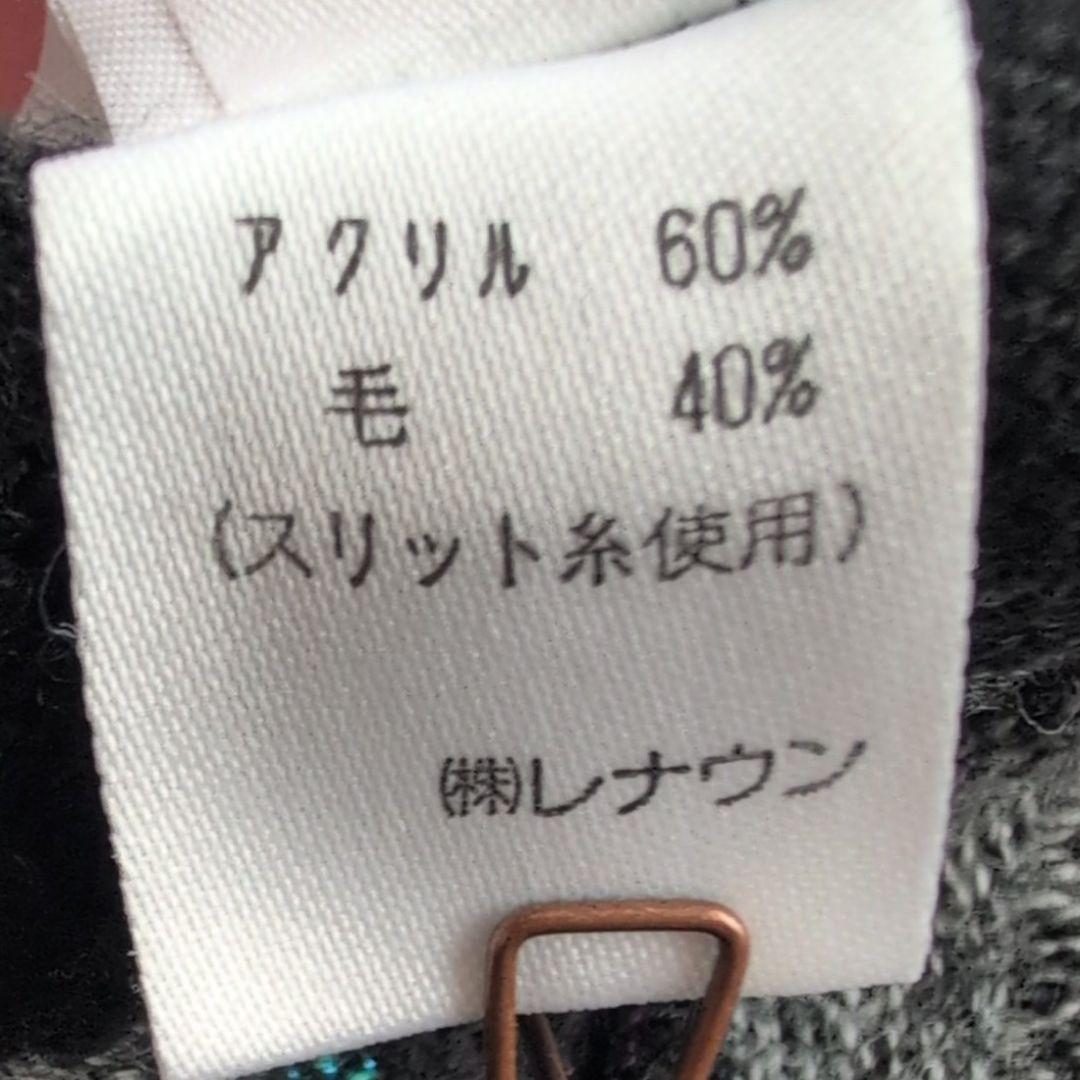 アクリル 60%
毛 40%
(スリット糸使用)
㈱レナウン